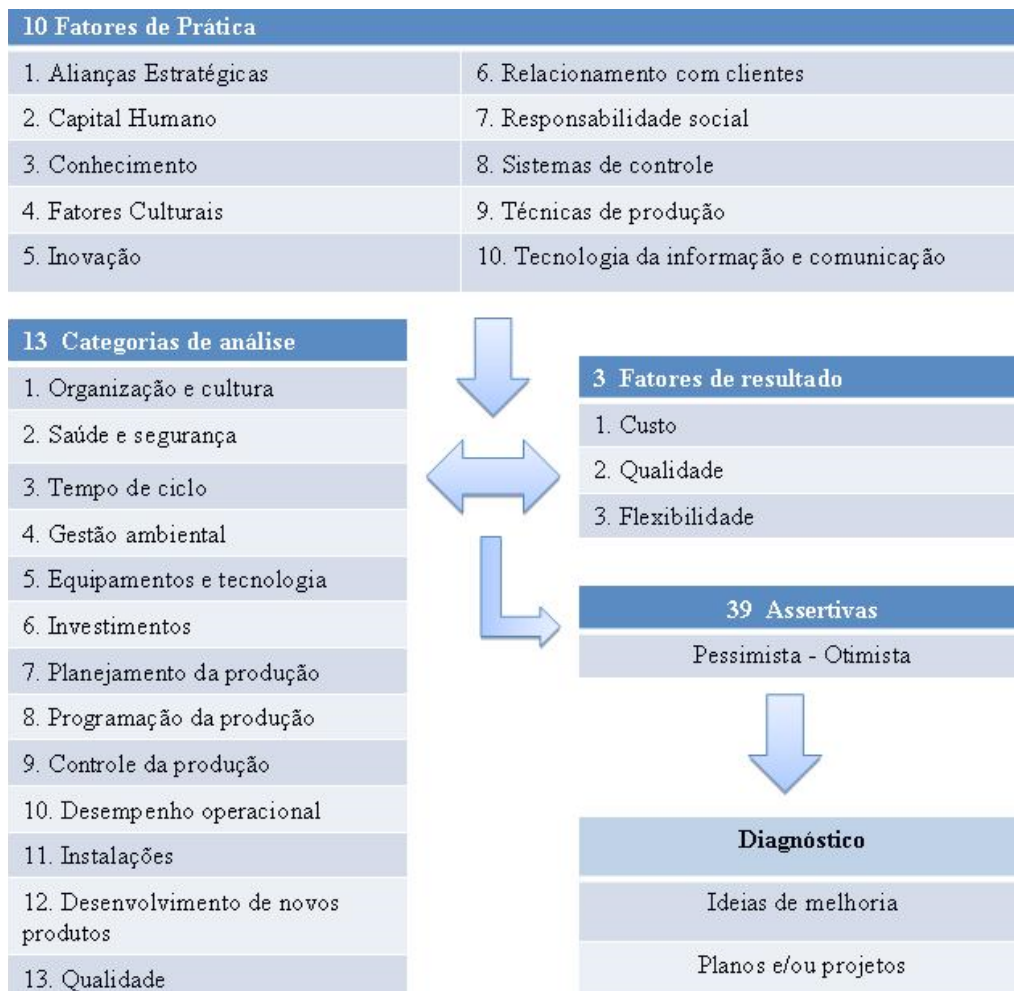 10 Fatores de Prática
1. Alianças Estratégicas
2. Capital Humano
3. Conhecimento
4. Fatores Culturais
5. Inovação
6. Relacionamento com clientes
7. Responsabilidade social
8. Sistemas de controle
9. Técnicas de produção
10. Tecnologia da informação e comunicação
13 Categorias de análise
1. Organização e cultura
2. Saúde e segurança
3. Tempo de ciclo
4. Gestão ambiental
5. Equipamentos e tecnologia
6. Investimentos
7. Planejamento da produção
8. Programação da produção
9. Controle da produção
10. Desempenho operacional
11. Instalações
12. Desenvolvimento de novos
produtos
13. Qualidade
3 Fatores de resultado
1. Custo
2. Qualidade
3. Flexibilidade
39 Assertivas
Pessimista - Otimista
Diagnóstico
Ideias de melhoria
Planos e/ou projetos